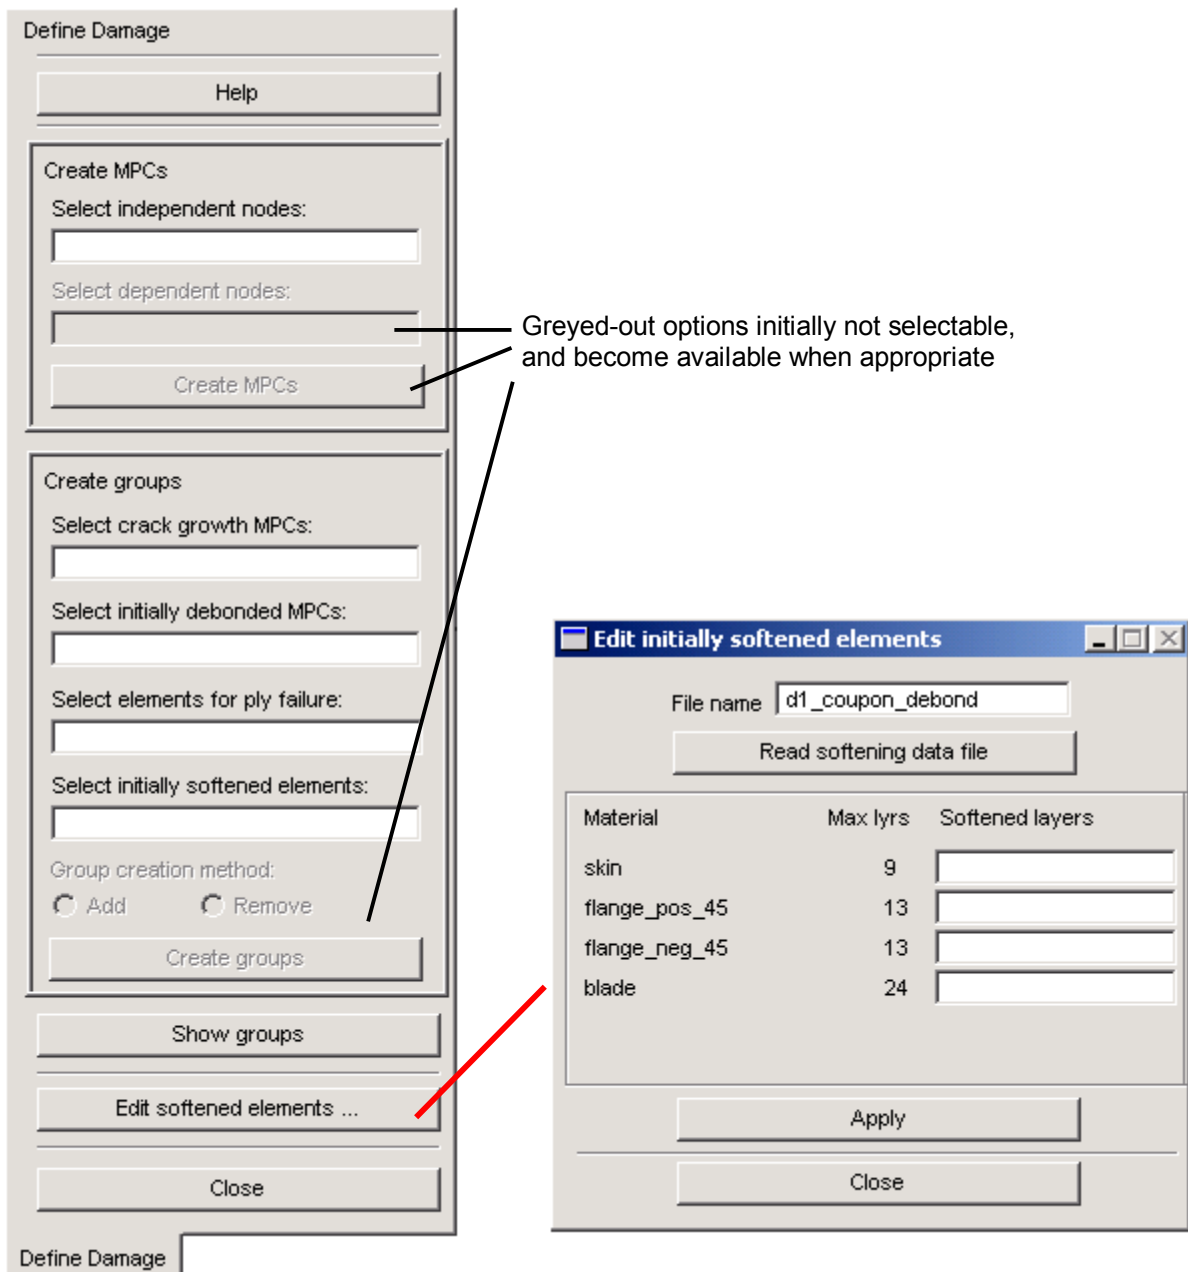 Define Damage
Help
Create MPCs
Select independent nodes:
Select dependent nodes:
Create MPCs
Greyed-out options initially not selectable,
and become available when appropriate
Create groups
Select crack growth MPCs:
Select initially debonded MPCs:
Select elements for ply failure:
Select initially softened elements:
Group creation method:
Add Remove
Create groups
Show groups
Edit softened elements ...
Close
Define Damage
Edit initially softened elements
File name d1_coupon_debond
Read softening data file
Material Max lyrs Softened layers
skin 9
flange_pos_45 13
flange_neg_45 13
blade 24
Apply
Close